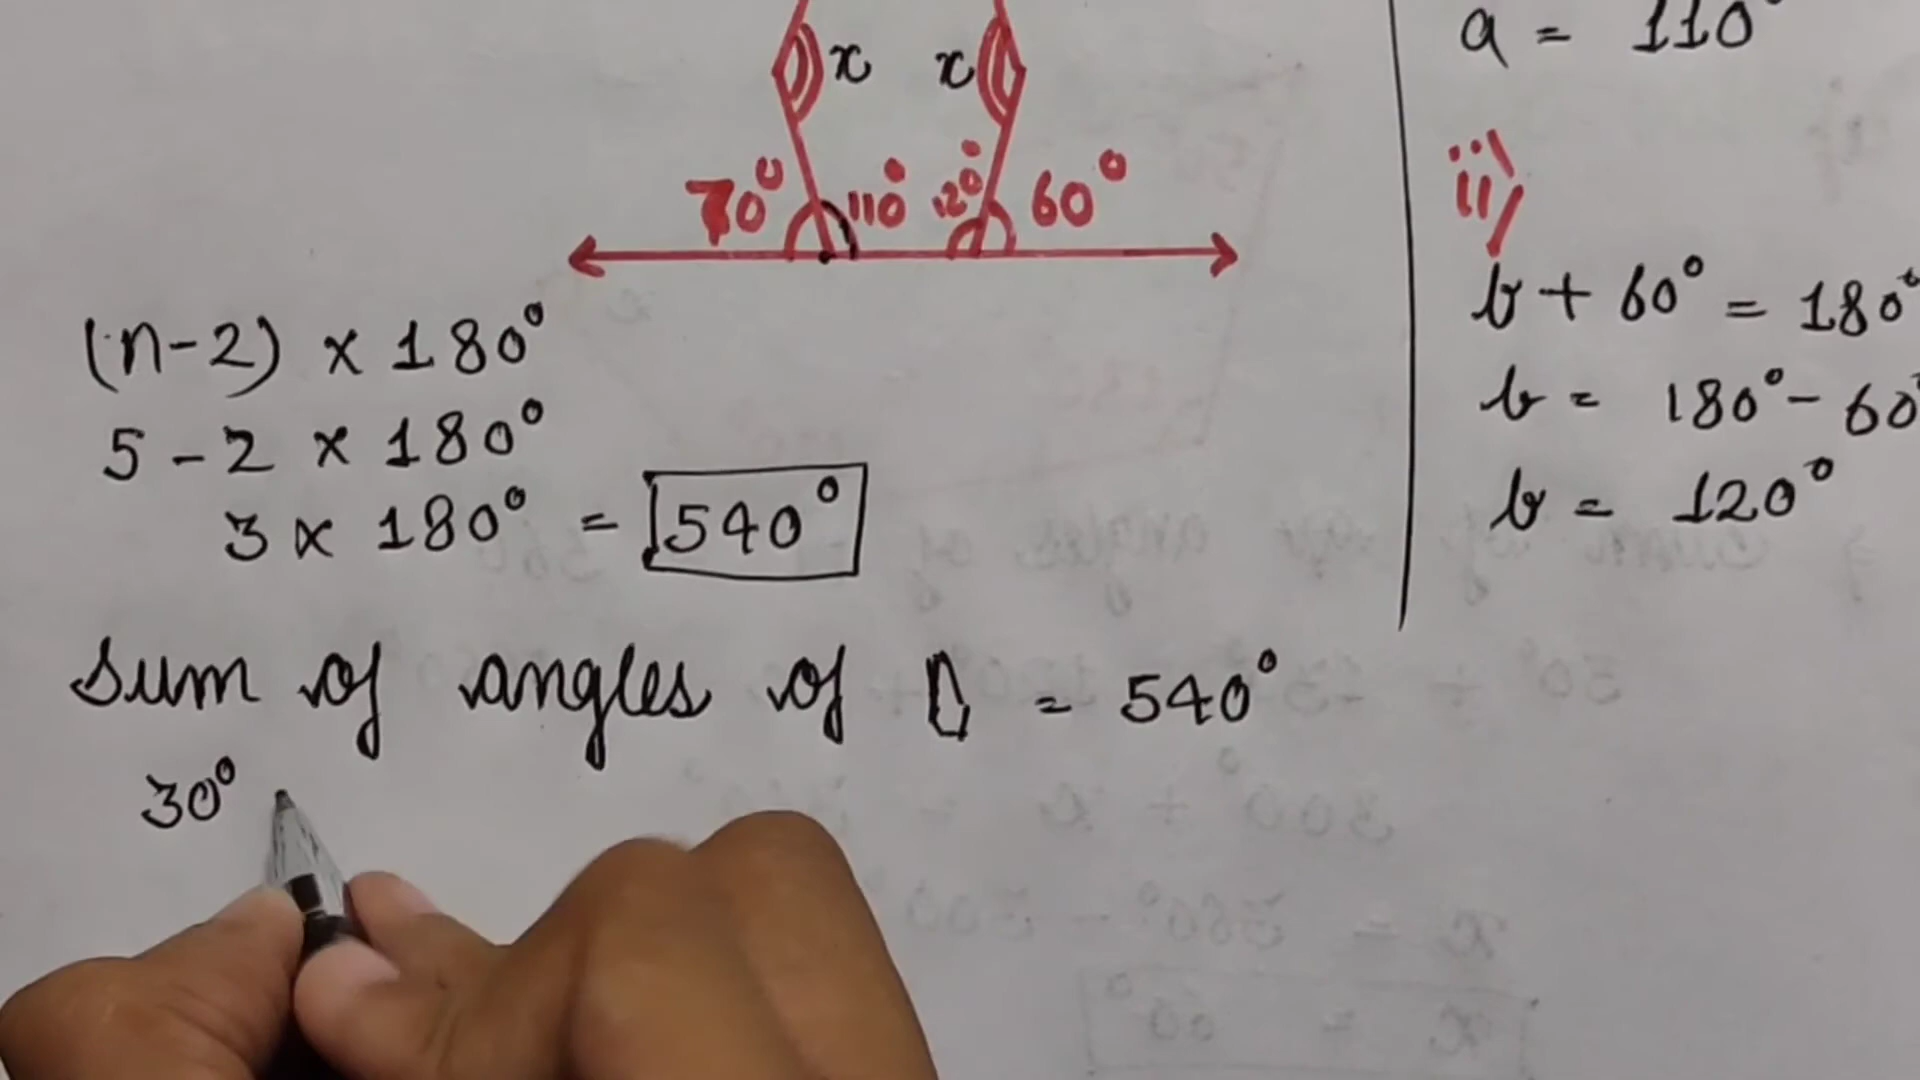 x x
70° 110° 120° 60°
(n-2) × 180°
5 - 2 × 180°
3 × 180° = 540°
Sum of angles of ⬠ = 540°
30°
a = 110°
ii)
b + 60° = 180°
b = 180° - 60°
b = 120°